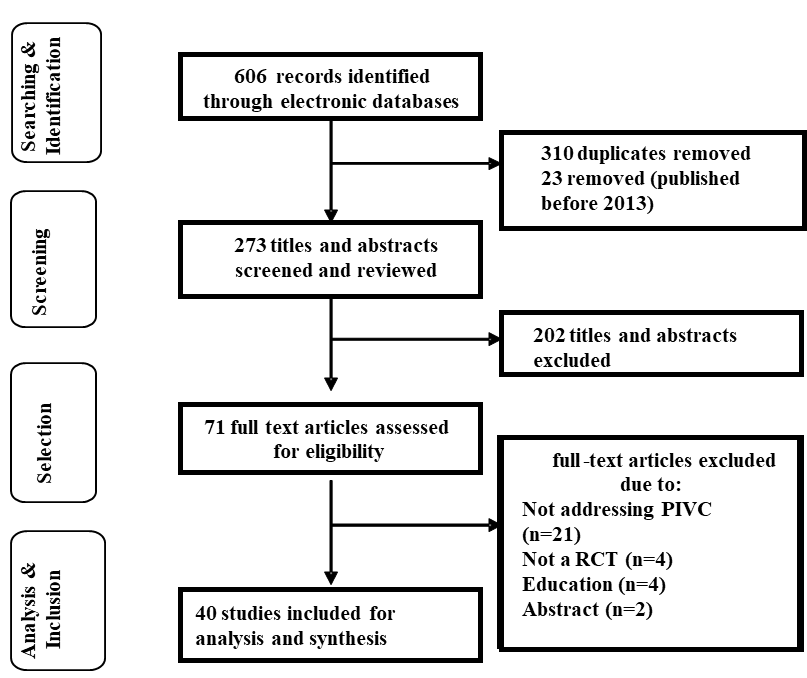 Searching &
Identification
606 records identified
through electronic databases
310 duplicates removed
23 removed (published
before 2013)
Screening
273 titles and abstracts
screened and reviewed
202 titles and abstracts
excluded
Selection
71 full text articles assessed
for eligibility
full-text articles excluded
due to:
Not addressing PIVC
(n=21)
Not a RCT (n=4)
Education (n=4)
Abstract (n=2)
Analysis &
Inclusion
40 studies included for
analysis and synthesis